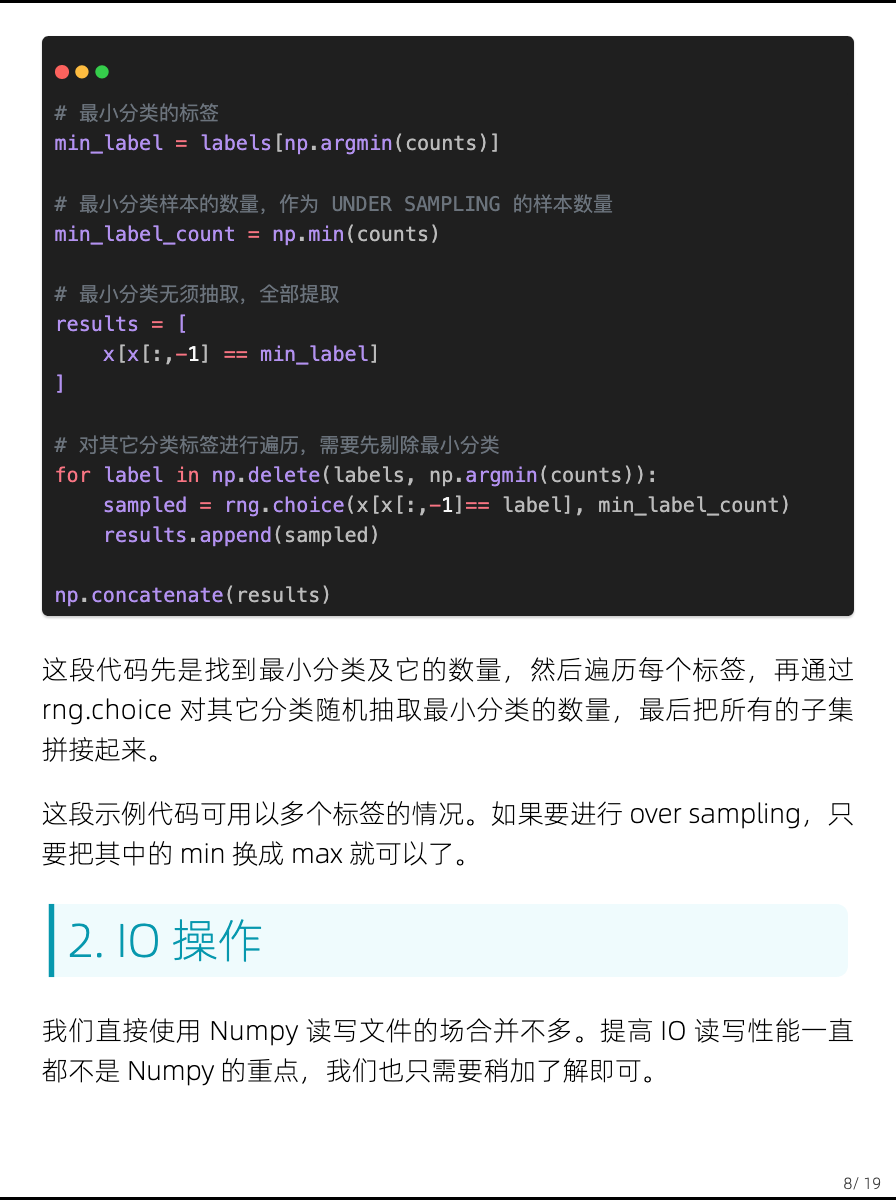 # 最小分类的标签
min_label = labels[np.argmin(counts)]
# 最小分类样本的数量，作为 UNDER SAMPLING 的样本数量
min_label_count = np.min(counts)
# 最小分类无须抽取，全部提取
results = [
    x[x[:,-1] == min_label]
]
# 对其它分类标签进行遍历，需要先剔除最小分类
for label in np.delete(labels, np.argmin(counts)):
    sampled = rng.choice(x[x[:,-1]== label], min_label_count)
    results.append(sampled)
np.concatenate(results)
这段代码先是找到最小分类及它的数量，然后遍历每个标签，再通过
rng.choice 对其它分类随机抽取最小分类的数量，最后把所有的子集
拼接起来。
这段示例代码可用以多个标签的情况。如果要进行 over sampling，只
要把其中的 min 换成 max 就可以了。
2. IO 操作
我们直接使用 Numpy 读写文件的场合并不多。提高 IO 读写性能一直
都不是 Numpy 的重点，我们也只需要稍加了解即可。
8/ 19